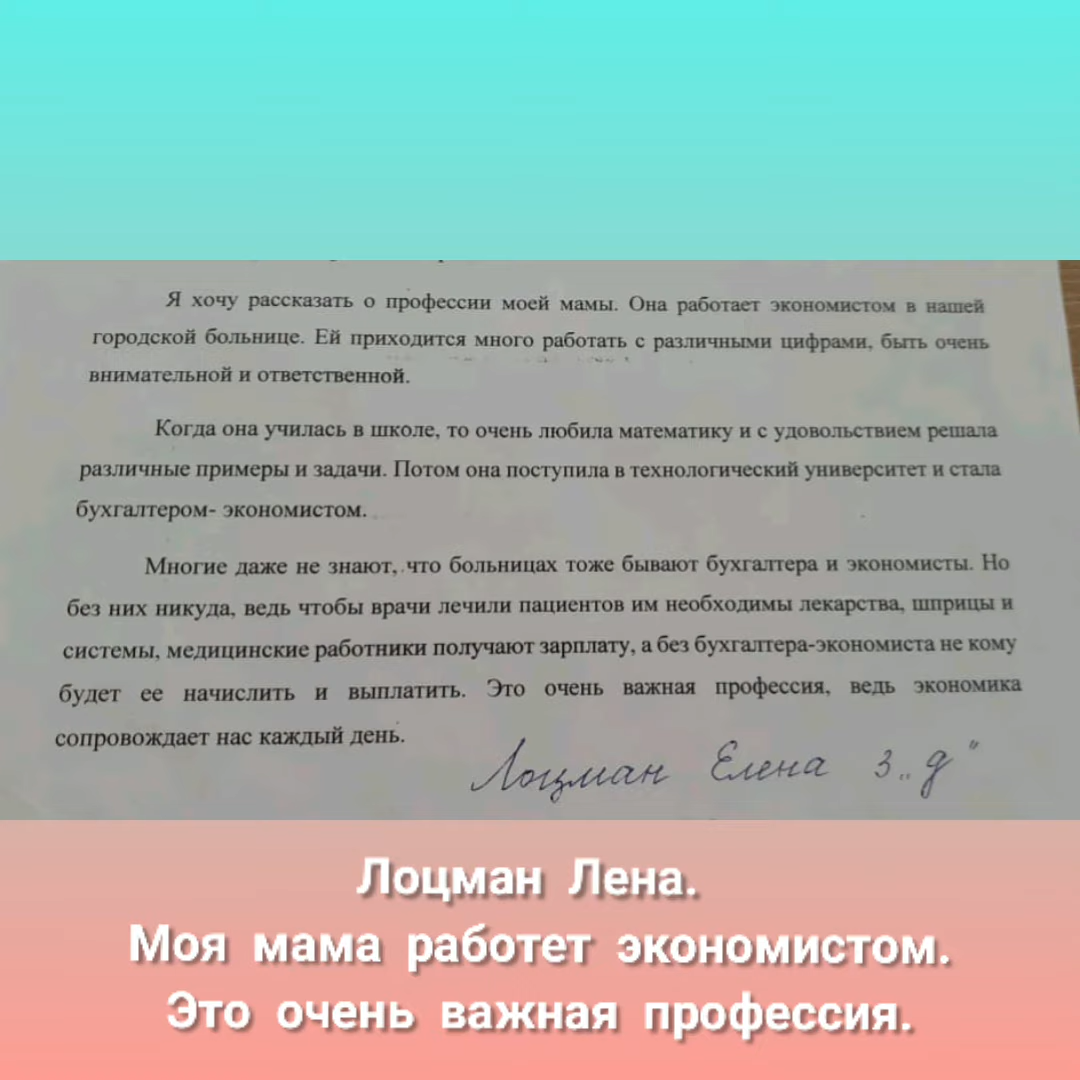 Я хочу рассказать о профессии моей мамы. Она работает экономистом в нашей
городской больнице. Ей приходится много работать с различными цифрами, быть очень
внимательной и ответственной.
Когда она училась в школе, то очень любила математику и с удовольствием решала
различные примеры и задачи. Потом она поступила в технологический университет и стала
бухгалтером- экономистом.
Многие даже не знают, что больницах тоже бывают бухгалтера и экономисты. Но
без них никуда, ведь чтобы врачи лечили пациентов им необходимы лекарства, шприцы и
системы, медицинские работники получают зарплату, а без бухгалтера-экономиста не кому
будет ее начислить и выплатить. Это очень важная профессия, ведь экономика
сопровождает нас каждый день.
Лоцман Елена 3 „д"
Лоцман Лена.
Моя мама работет экономистом.
Это очень важная профессия.